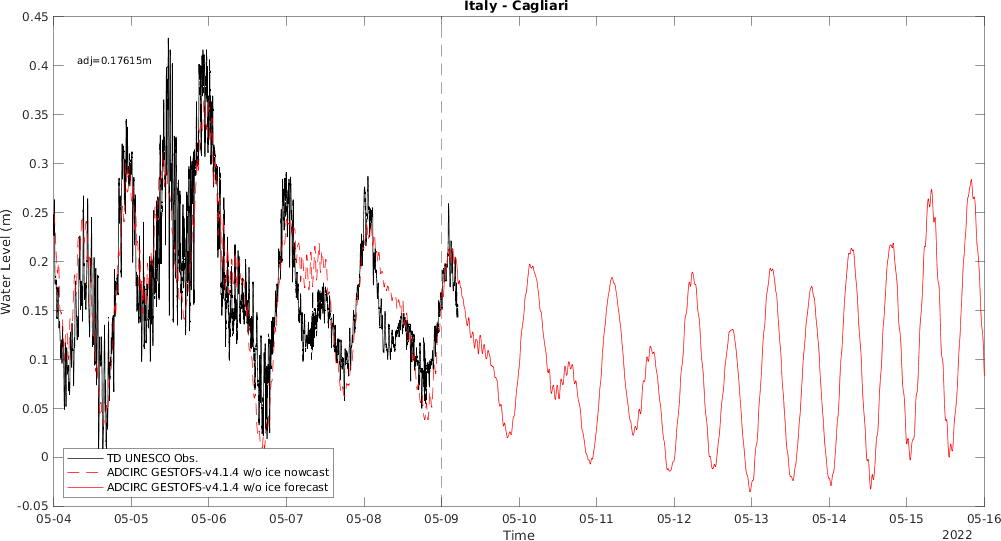 Italy - Cagliari
adj=0.17615m
Water Level (m)
0.45
0.4
0.35
0.3
0.25
0.2
0.15
0.1
0.05
0
-0.05
TD UNESCO Obs.
ADCIRC GESTOFS-v4.1.4 w/o ice nowcast
ADCIRC GESTOFS-v4.1.4 w/o ice forecast
05-04 05-05 05-06 05-07 05-08 05-09 05-10 05-11 05-12 05-13 05-14 05-15 05-16
Time
2022